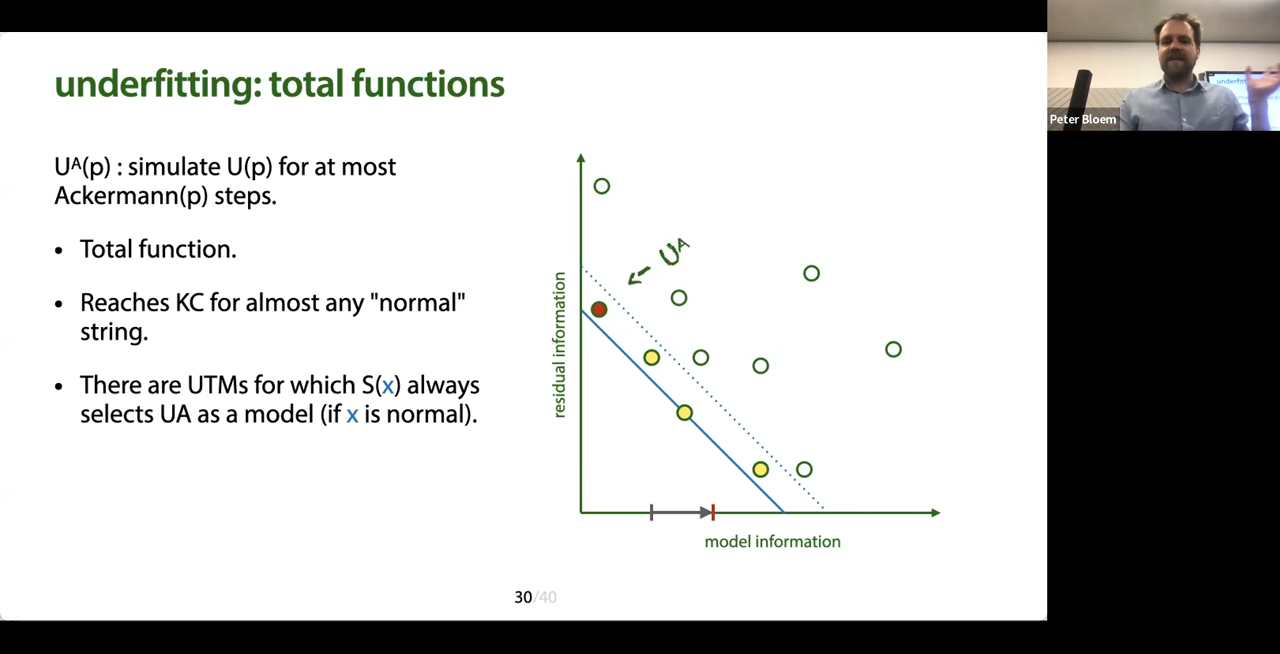 underfitting: total functions
Uᴬ(p) : simulate U(p) for at most
Ackermann(p) steps.
• Total function.
• Reaches KC for almost any "normal"
string.
• There are UTMs for which S(x) always
selects UA as a model (if x is normal).
Uᴬ
residual information
model information
30/40
Peter Bloem